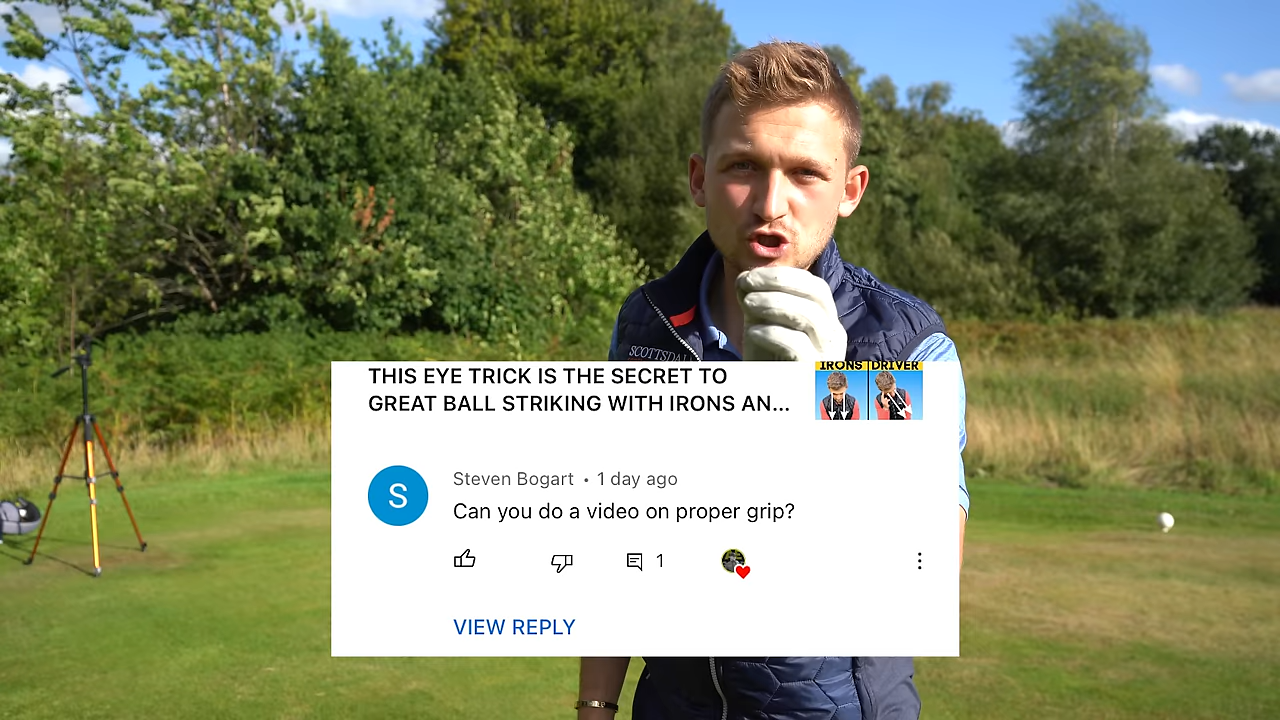 SCOTTSDA
THIS EYE TRICK IS THE SECRET TO
GREAT BALL STRIKING WITH IRONS AN...
IRONS DRIVER
S
Steven Bogart • 1 day ago
Can you do a video on proper grip?
1
VIEW REPLY